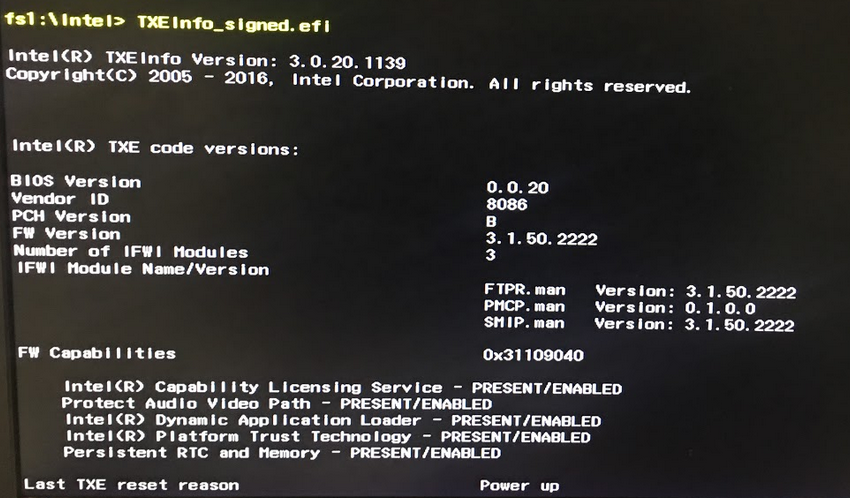 fs1:\Intel> TXEInfo_signed.efi
Intel(R) TXEInfo Version: 3.0.20.1139
Copyright(C) 2005 - 2016, Intel Corporation. All rights reserved.
Intel(R) TXE code versions:
BIOS Version 0.0.20
Vendor ID 8086
PCH Version B
FW Version 3.1.50.2222
Number of IFWI Modules 3
IFWI Module Name/Version
FTPR.man Version: 3.1.50.2222
PMCP.man Version: 0.1.0.0
SMIP.man Version: 3.1.50.2222
FW Capabilities 0x31109040
Intel(R) Capability Licensing Service - PRESENT/ENABLED
Protect Audio Video Path - PRESENT/ENABLED
Intel(R) Dynamic Application Loader - PRESENT/ENABLED
Intel(R) Platform Trust Technology - PRESENT/ENABLED
Persistent RTC and Memory - PRESENT/ENABLED
Last TXE reset reason Power up